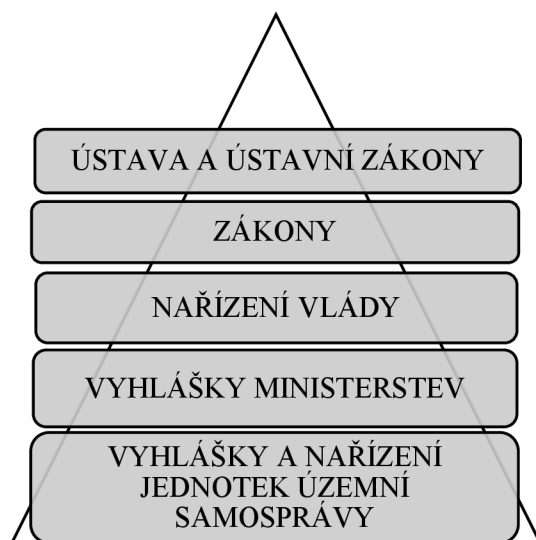 ÚSTAVA A ÚSTAVNÍ ZÁKONY
ZÁKONY
NAŘÍZENÍ VLÁDY
VYHLÁŠKY MINISTERSTEV
VYHLÁŠKY A NAŘÍZENÍ
JEDNOTEK ÚZEMNÍ
SAMOSPRÁVY